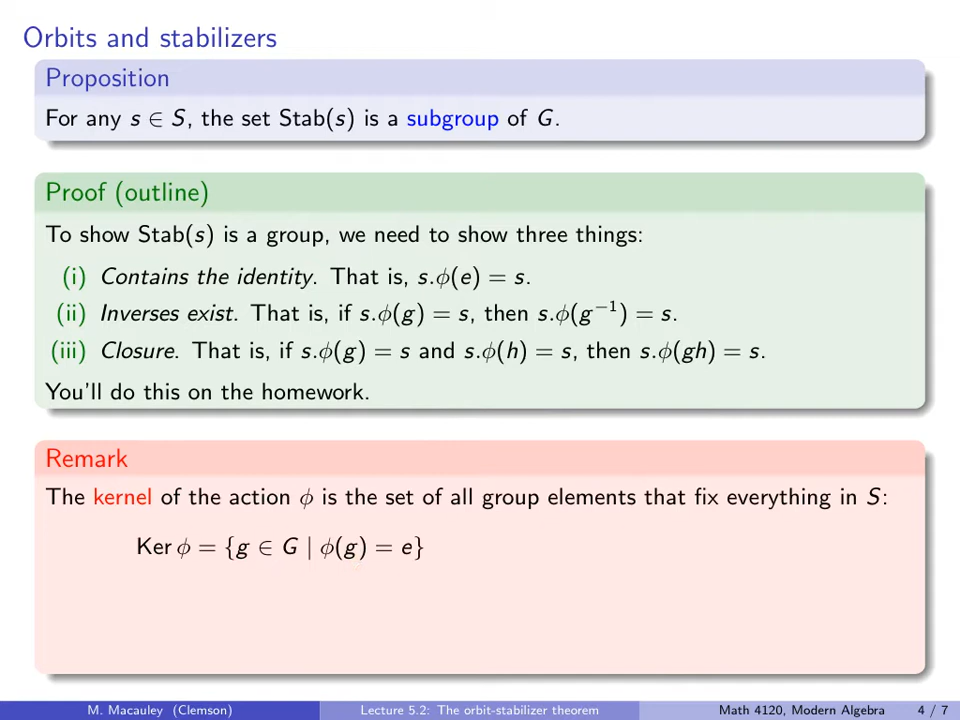 Orbits and stabilizers
Proposition
For any s ∈ S, the set Stab(s) is a subgroup of G.
Proof (outline)
To show Stab(s) is a group, we need to show three things:
(i) Contains the identity. That is, s.ϕ(e) = s.
(ii) Inverses exist. That is, if s.ϕ(g) = s, then s.ϕ(g⁻¹) = s.
(iii) Closure. That is, if s.ϕ(g) = s and s.ϕ(h) = s, then s.ϕ(gh) = s.
You'll do this on the homework.
Remark
The kernel of the action ϕ is the set of all group elements that fix everything in S:
Ker ϕ = {g ∈ G | ϕ(g) = e}
M. Macauley (Clemson) Lecture 5.2: The orbit-stabilizer theorem Math 4120, Modern Algebra 4 / 7